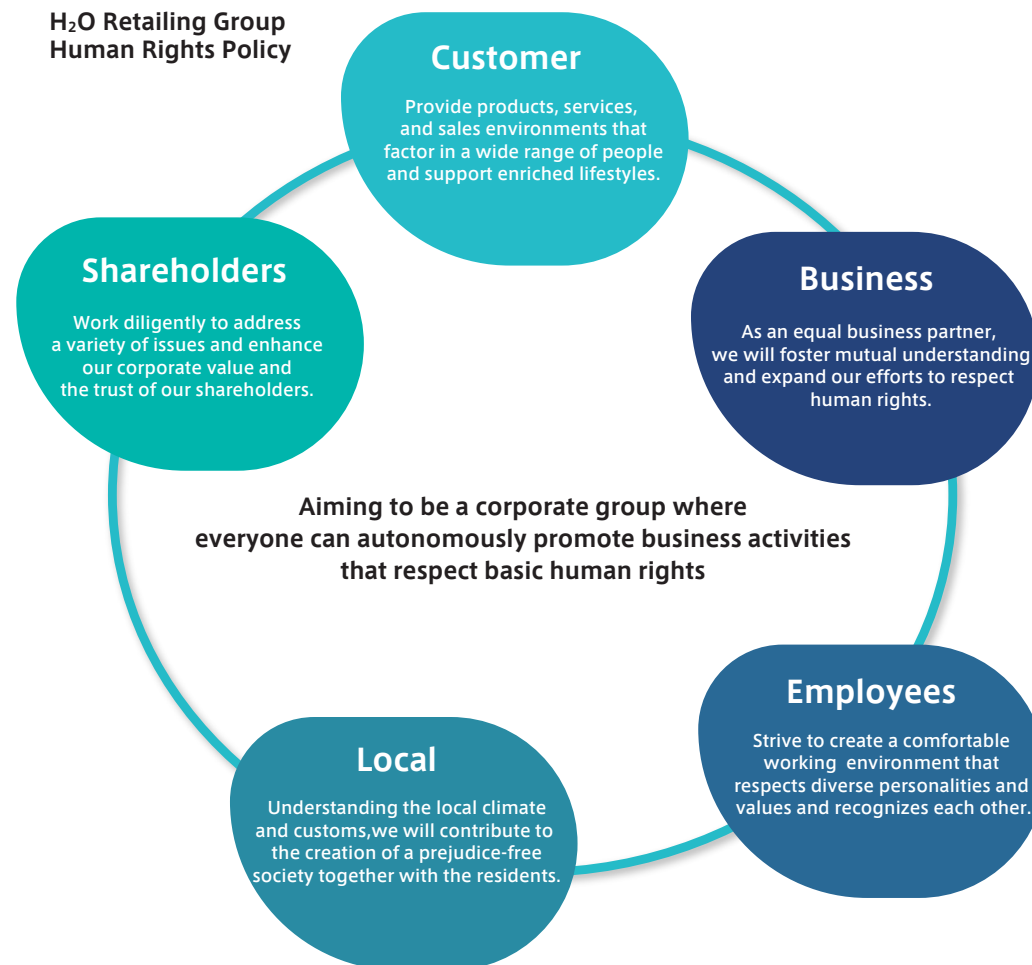 H₂O Retailing Group
Human Rights Policy
Customer
Provide products, services,
and sales environments that
factor in a wide range of people
and support enriched lifestyles.
Shareholders
Work diligently to address
a variety of issues and enhance
our corporate value and
the trust of our shareholders.
Business
As an equal business partner,
we will foster mutual understanding
and expand our efforts to respect
human rights.
Aiming to be a corporate group where
everyone can autonomously promote business activities
that respect basic human rights
Employees
Strive to create a comfortable
working environment that
respects diverse personalities and
values and recognizes each other.
Local
Understanding the local climate
and customs,we will contribute to
the creation of a prejudice-free
society together with the residents.